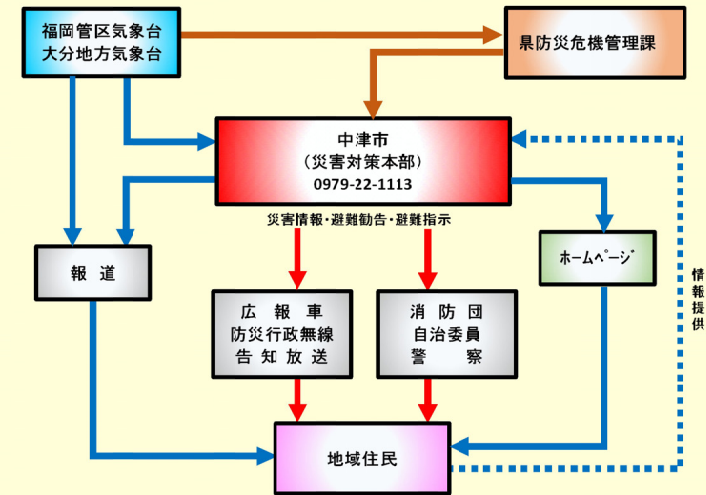 福岡管区気象台
大分地方気象台
県防災危機管理課
中津市
(災害対策本部)
0979-22-1113
災害情報・避難勧告・避難指示
報 道
ホームページ
広 報 車
防災行政無線
告 知 放 送
消 防 団
自治委員
警 察
情報提供
地域住民